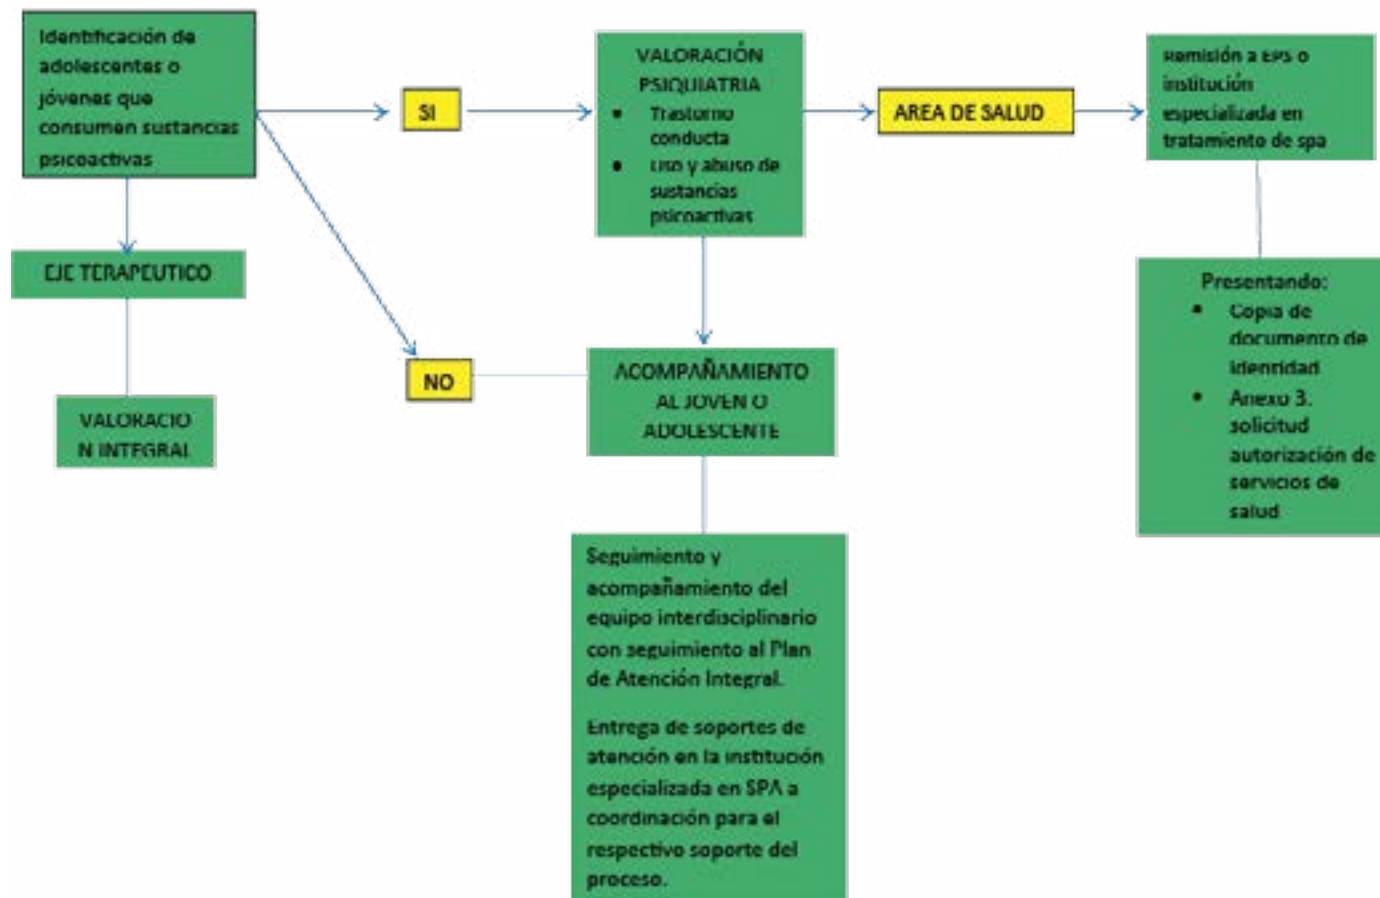 Identificación de
adolescentes o
jóvenes que
consumen sustancias
psicoactivas
SI
VALORACIÓN
PSIQUIATRIA
• Trastorno
conducta
• Uso y abuso de
sustancias
psicoactivas
AREA DE SALUD
Remisión a EPS o
institución
especializada en
tratamiento de spa
EJE TERAPEUTICO
VALORACIO
N INTEGRAL
NO
ACOMPAÑAMIENTO
AL JOVEN O
ADOLESCENTE
Presentando:
• Copia de
documento de
identidad
• Anexo 3.
solicitud
autorización de
servicios de
salud
Seguimiento y
acompañamiento del
equipo interdisciplinario
con seguimiento al Plan
de Atención Integral.
Entrega de soportes de
atención en la institución
especializada en SPA a
coordinación para el
respectivo soporte del
proceso.